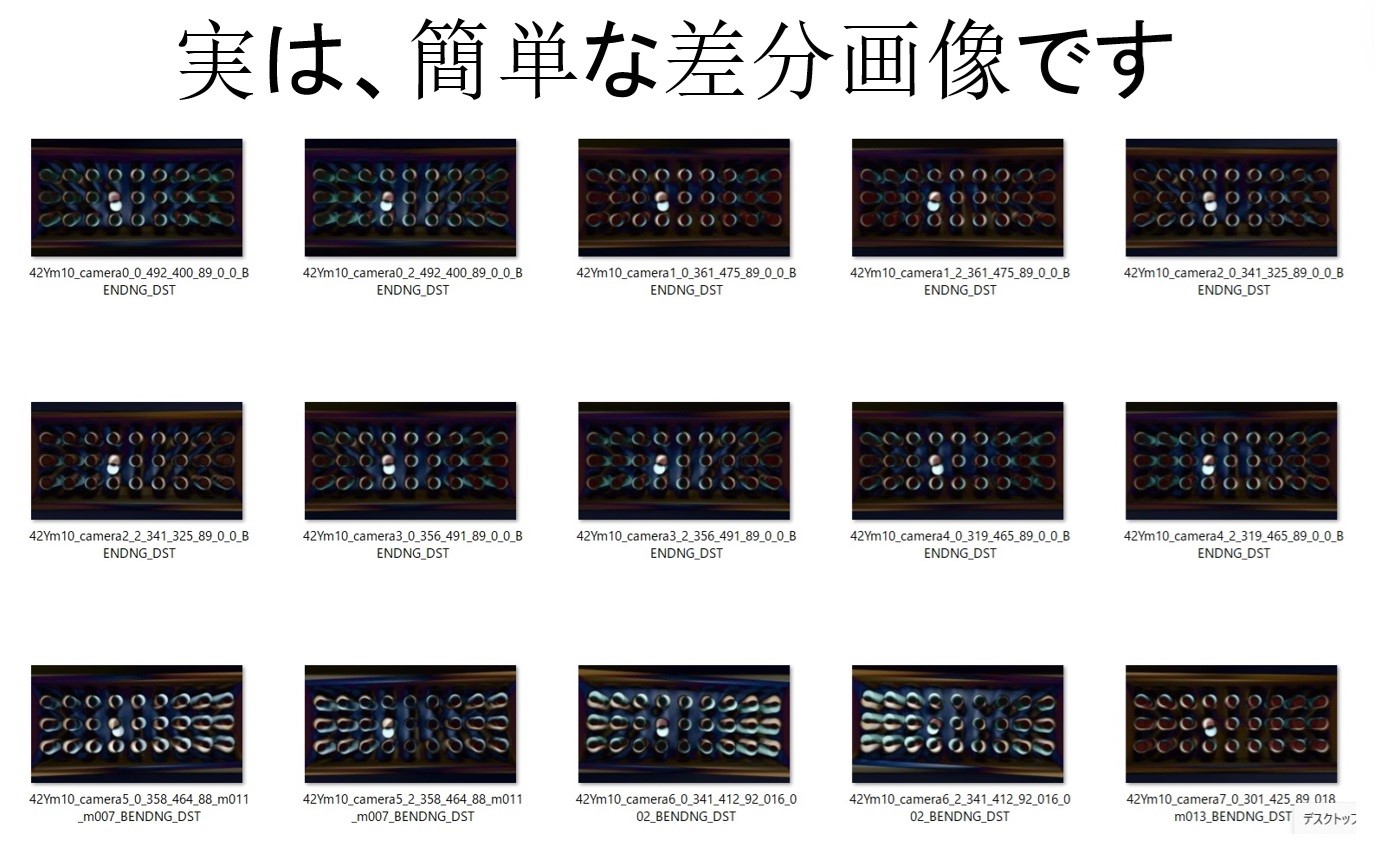 実は、簡単な差分画像です
42Ym10_camera0_0_492_400_89_0_0_B
ENDNG_DST
42Ym10_camera0_2_492_400_89_0_0_B
ENDNG_DST
42Ym10_camera1_0_361_475_89_0_0_B
ENDNG_DST
42Ym10_camera1_2_361_475_89_0_0_B
ENDNG_DST
42Ym10_camera2_0_341_325_89_0_0_B
ENDNG_DST
42Ym10_camera2_2_341_325_89_0_0_B
ENDNG_DST
42Ym10_camera3_0_356_491_89_0_0_B
ENDNG_DST
42Ym10_camera3_2_356_491_89_0_0_B
ENDNG_DST
42Ym10_camera4_0_319_465_89_0_0_B
ENDNG_DST
42Ym10_camera4_2_319_465_89_0_0_B
ENDNG_DST
42Ym10_camera5_0_358_464_88_m011
_m007_BENDNG_DST
42Ym10_camera5_2_358_464_88_m011
_m007_BENDNG_DST
42Ym10_camera6_0_341_412_92_016_0
02_BENDNG_DST
42Ym10_camera6_2_341_412_92_016_0
02_BENDNG_DST
42Ym10_camera7_0_301_425_89_018_
m013_BENDNG_DST
デスクトップ